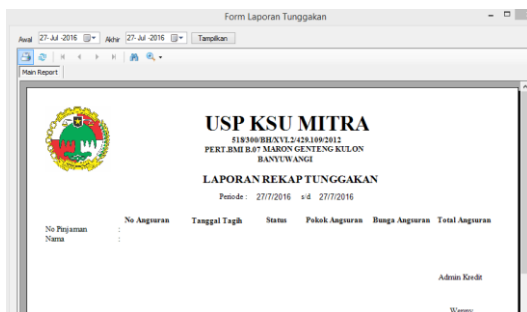 Form Laporan Tunggakan
Awal 27- Jul -2016 Akhir 27- Jul -2016 Tampilkan
Main Report
USP KSU MITRA
518/300/BH/XVI.2/429.109/2012
PERT.BMI B.07 MARON GENTENG KULON
BANYUWANGI
LAPORAN REKAP TUNGGAKAN
Periode : 27/7/2016 s/d 27/7/2016
No Angsuran Tanggal Tagih Status Pokok Angsuran Bunga Angsuran Total Angsuran
No Pinjaman :
Nama :
Admin Kredit
Wenny